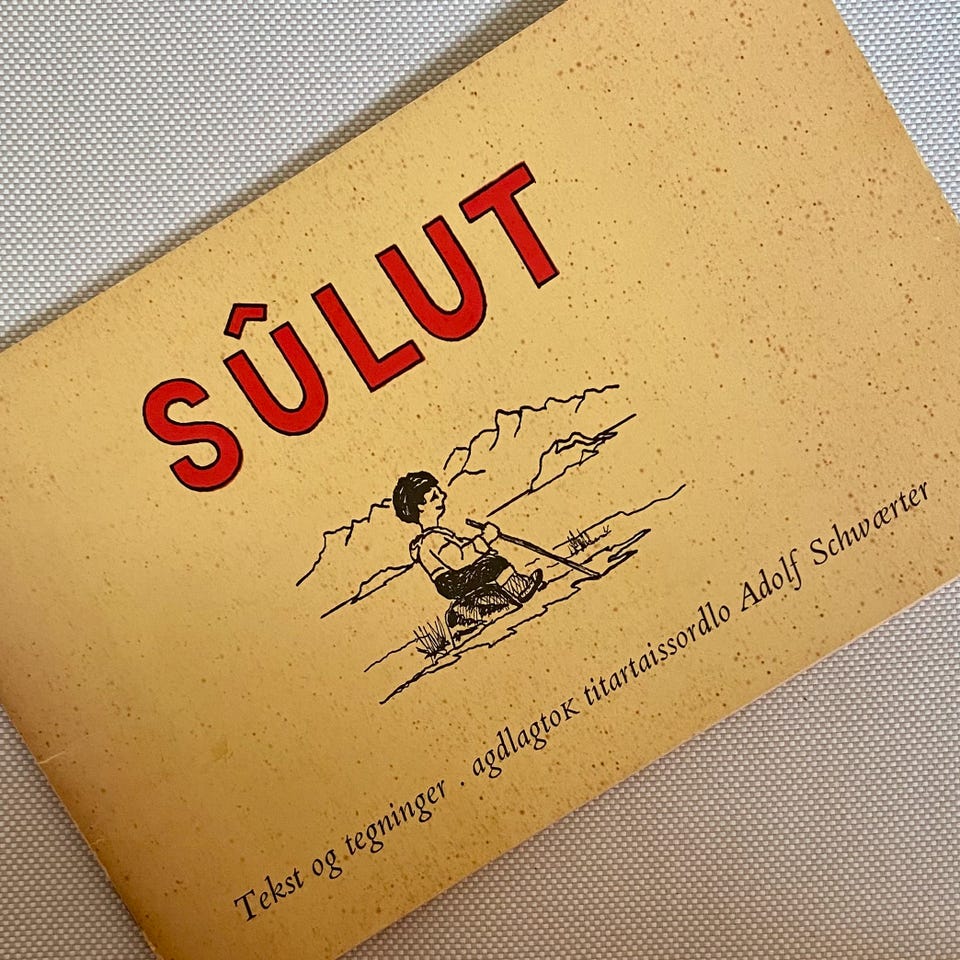 SÛLUT
Tekst og tegninger . agdlagtoĸ titartaissordlo Adolf Schwærter